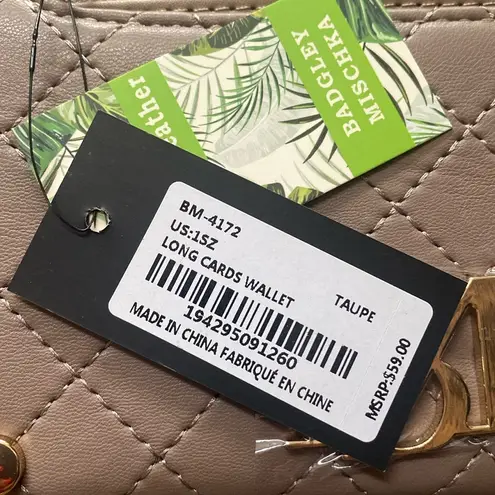 BADGLEY
MISCHKA
eather
BM-4172
US:1SZ
LONG CARDS WALLET TAUPE
194295091260
MADE IN CHINA FABRIQUÉ EN CHINE
MSRP:$59.00